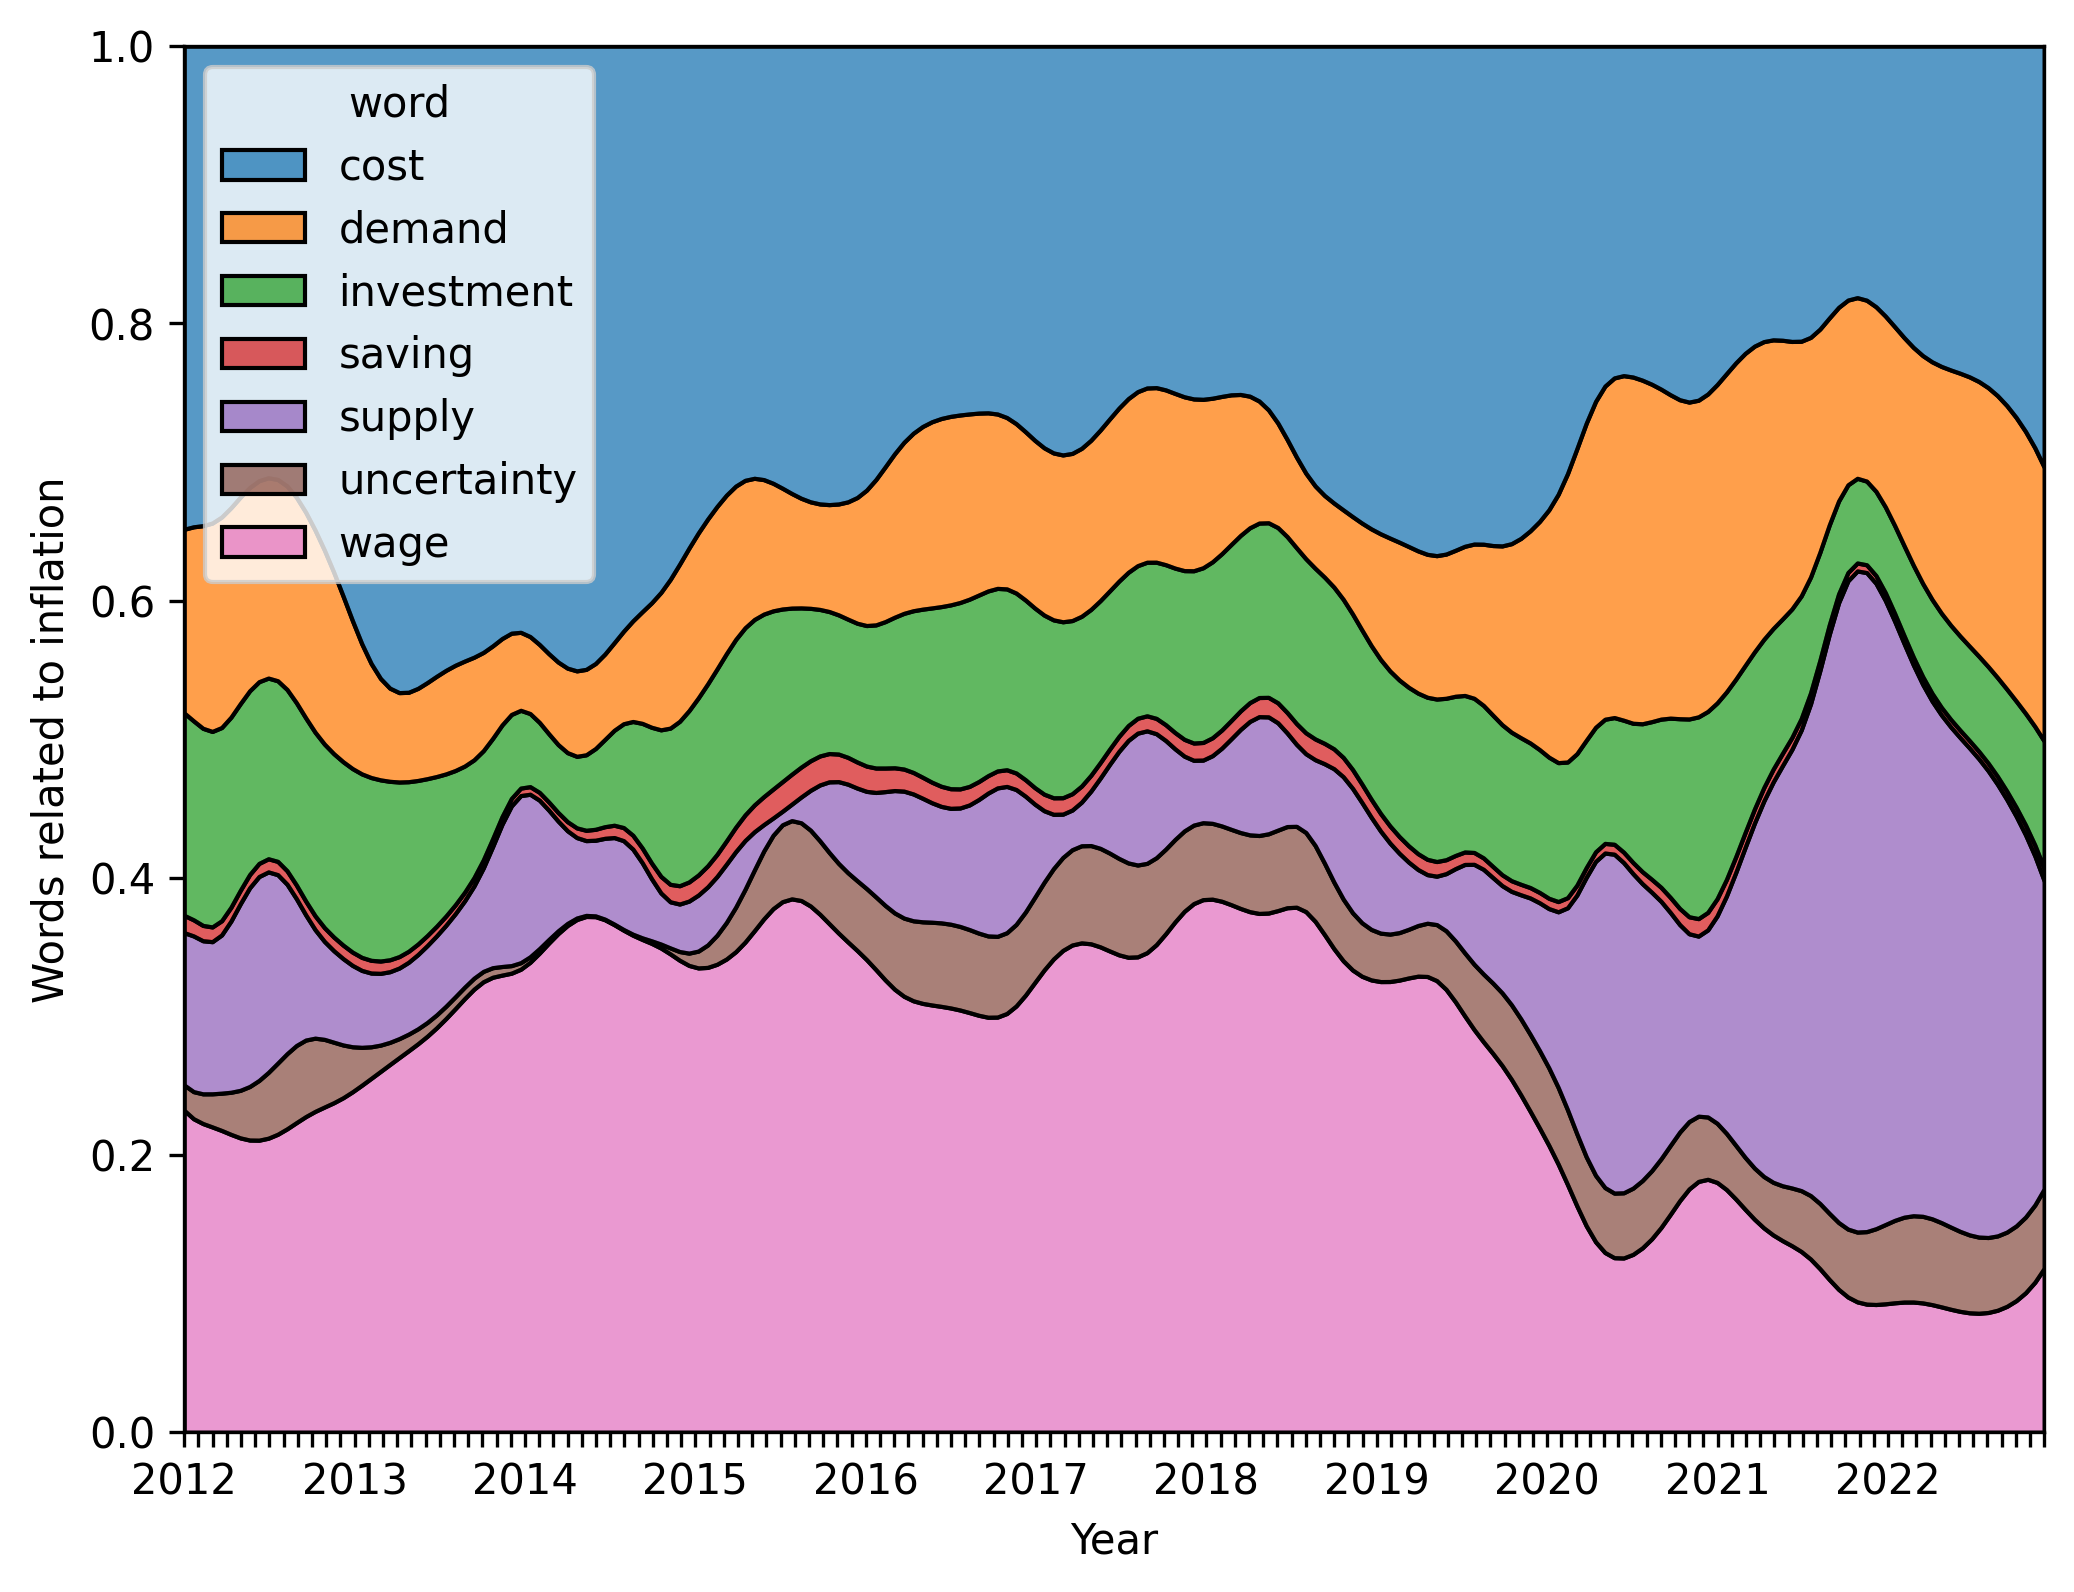 1.0
0.8
0.6
0.4
0.2
0.0
Words related to inflation
word
cost
demand
investment
saving
supply
uncertainty
wage
2012 2013 2014 2015 2016 2017 2018 2019 2020 2021 2022
Year